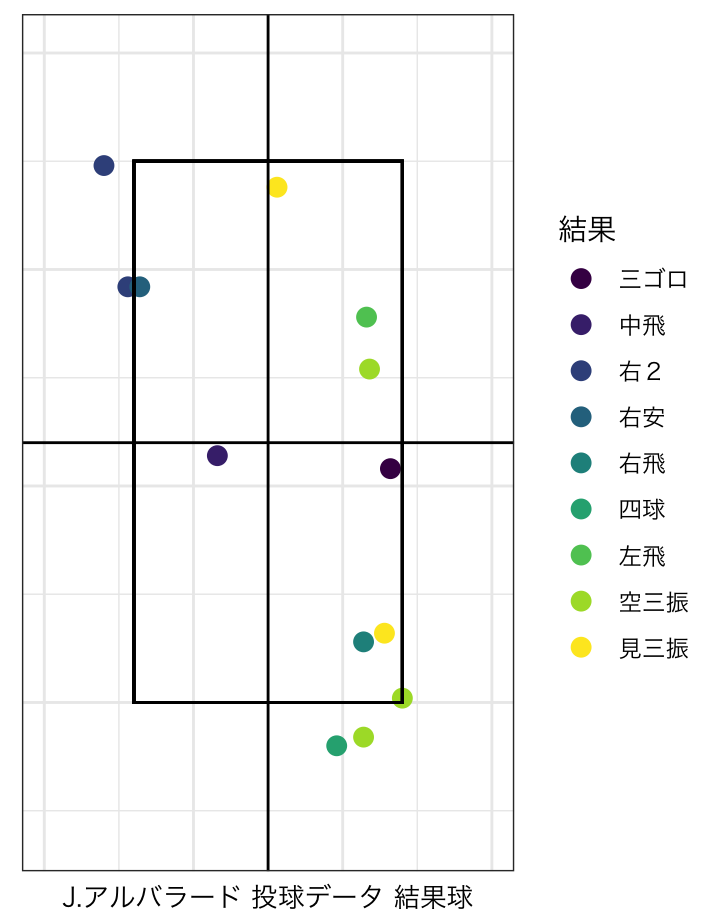 結果
三ゴロ
中飛
右２
右安
右飛
四球
左飛
空三振
見三振
J.アルバラード 投球データ 結果球